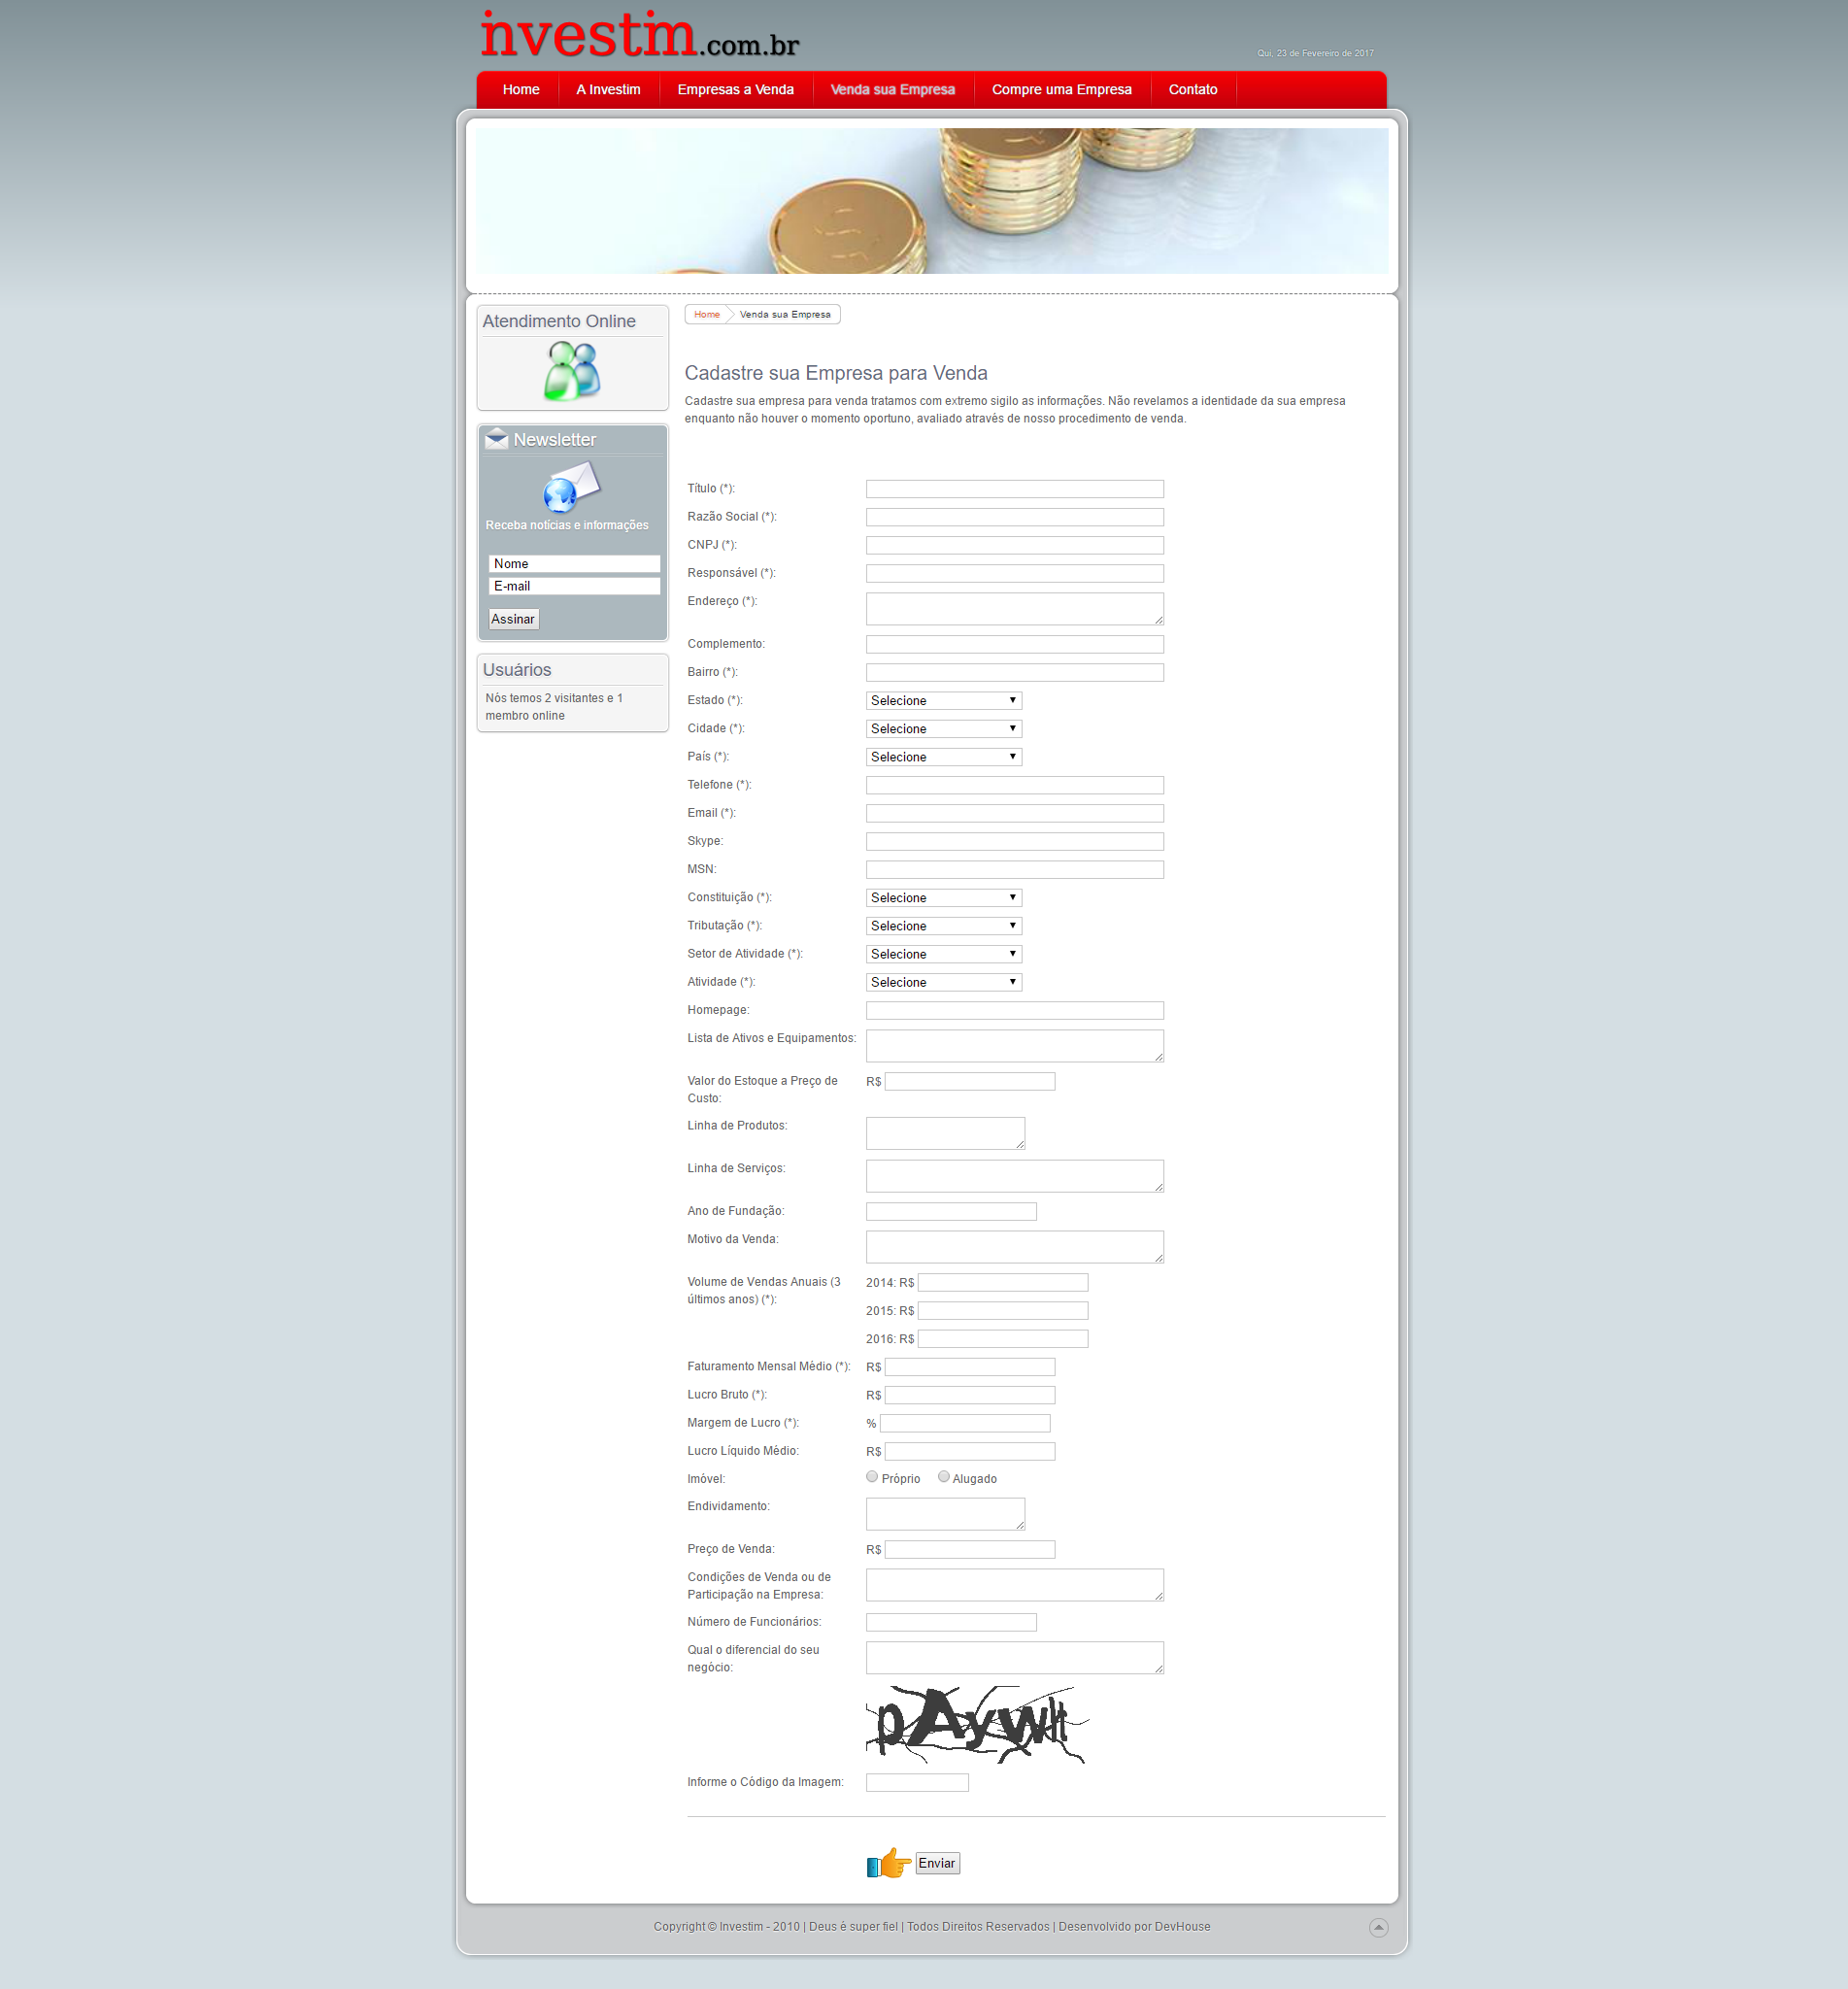 investim.com.br
Qui, 23 de Fevereiro de 2017
Home A Investim Empresas a Venda Venda sua Empresa Compre uma Empresa Contato
Atendimento Online
Newsletter
Receba notícias e informações
Nome
E-mail
Assinar
Usuários
Nós temos 2 visitantes e 1
membro online
Home Venda sua Empresa
Cadastre sua Empresa para Venda
Cadastre sua empresa para venda tratamos com extremo sigilo as informações. Não revelamos a identidade da sua empresa
enquanto não houver o momento oportuno, avaliado através de nosso procedimento de venda.
Título (*):
Razão Social (*):
CNPJ (*):
Responsável (*):
Endereço (*):
Complemento:
Bairro (*):
Estado (*): Selecione
Cidade (*): Selecione
País (*): Selecione
Telefone (*):
Email (*):
Skype:
MSN:
Constituição (*): Selecione
Tributação (*): Selecione
Setor de Atividade (*): Selecione
Atividade (*): Selecione
Homepage:
Lista de Ativos e Equipamentos:
Valor do Estoque a Preço de R$
Custo:
Linha de Produtos:
Linha de Serviços:
Ano de Fundação:
Motivo da Venda:
Volume de Vendas Anuais (3 2014: R$
últimos anos) (*):
2015: R$
2016: R$
Faturamento Mensal Médio (*): R$
Lucro Bruto (*): R$
Margem de Lucro (*): %
Lucro Líquido Médio: R$
Imóvel: Próprio Alugado
Endividamento:
Preço de Venda: R$
Condições de Venda ou de
Participação na Empresa:
Número de Funcionários:
Qual o diferencial do seu
negócio:
Informe o Código da Imagem:
Enviar
Copyright © Investim - 2010 | Deus é super fiel | Todos Direitos Reservados | Desenvolvido por DevHouse